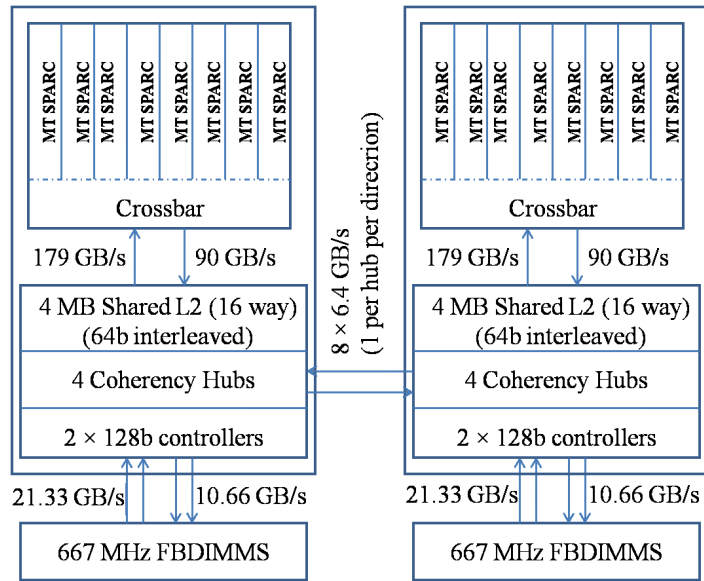 MT SPARC
MT SPARC
MT SPARC
MT SPARC
MT SPARC
MT SPARC
MT SPARC
MT SPARC
Crossbar
179 GB/s
90 GB/s
4 MB Shared L2 (16 way)
(64b interleaved)
4 Coherency Hubs
2 × 128b controllers
21.33 GB/s
10.66 GB/s
667 MHz FBDIMMS
8 × 6.4 GB/s
(1 per hub per direcrion)
MT SPARC
MT SPARC
MT SPARC
MT SPARC
MT SPARC
MT SPARC
MT SPARC
MT SPARC
Crossbar
179 GB/s
90 GB/s
4 MB Shared L2 (16 way)
(64b interleaved)
4 Coherency Hubs
2 × 128b controllers
21.33 GB/s
10.66 GB/s
667 MHz FBDIMMS